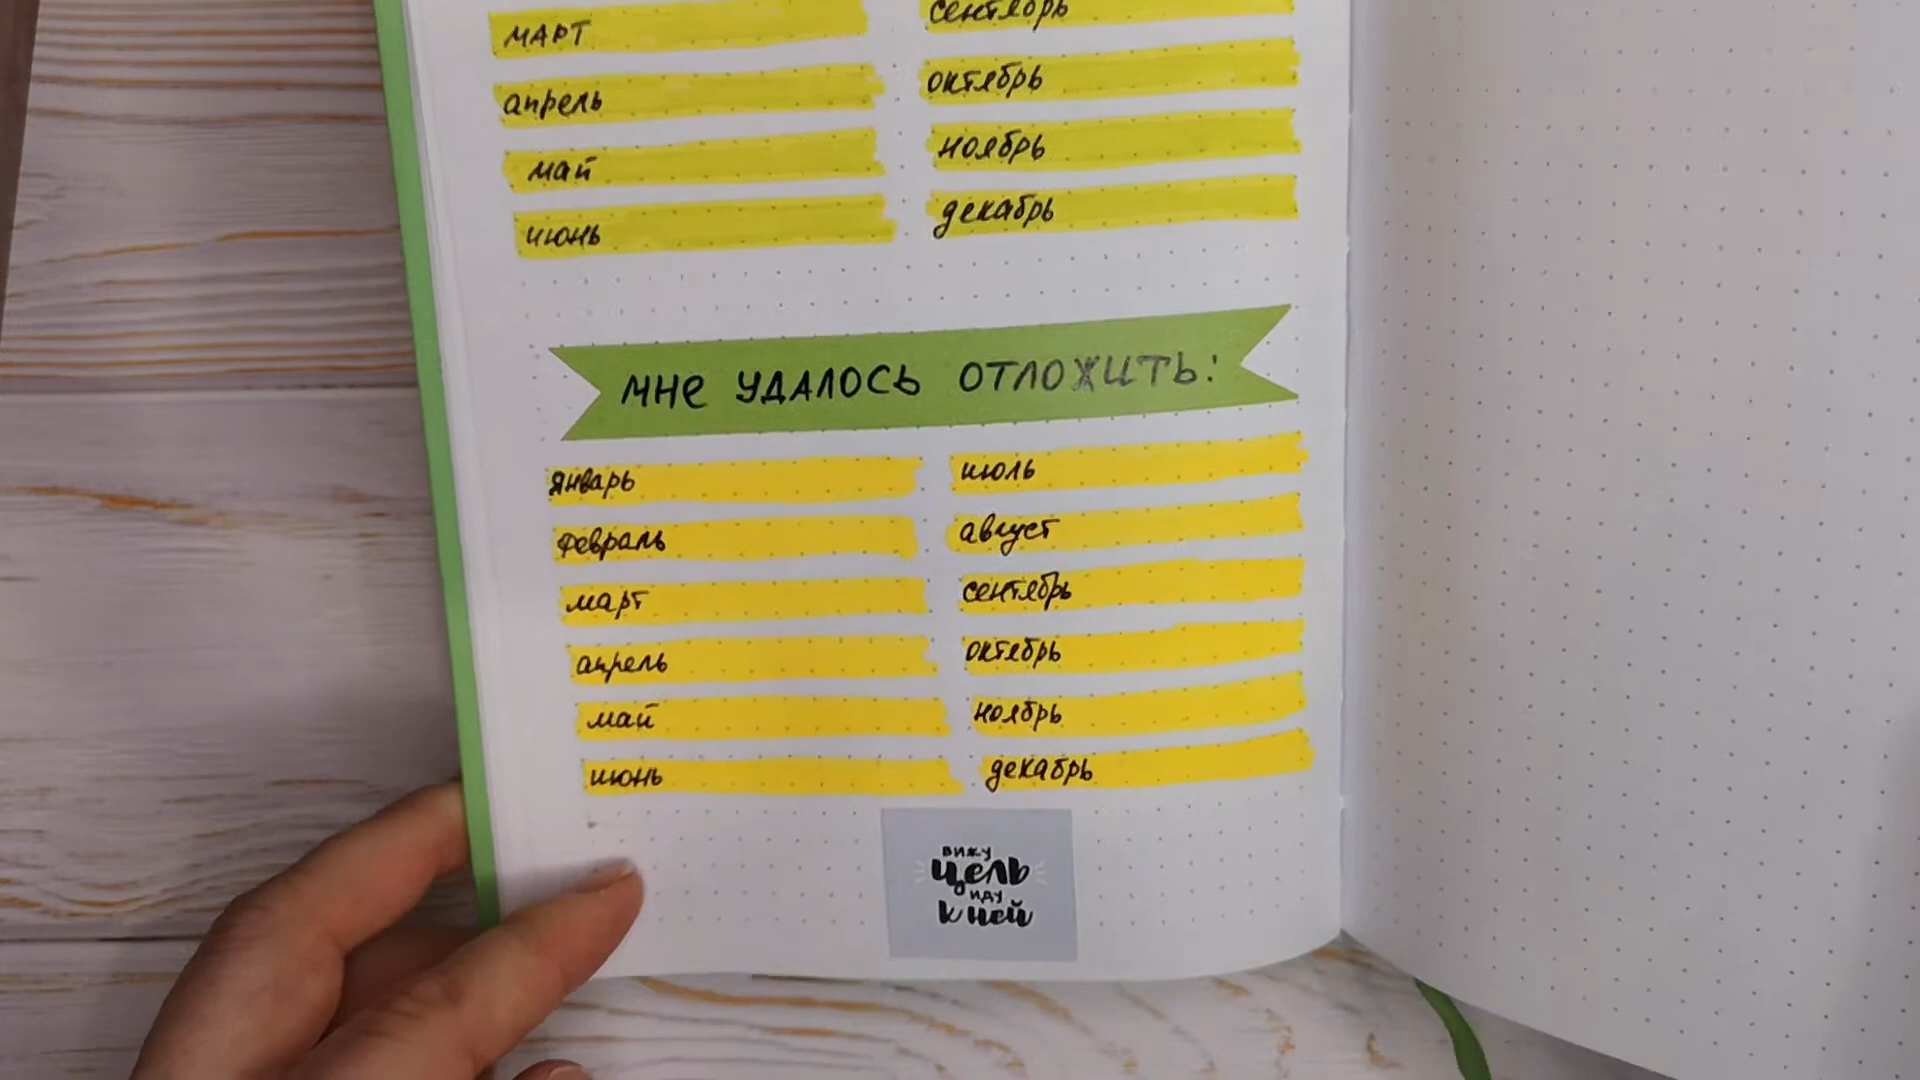 март
апрель
май
июнь
сентябрь
октябрь
ноябрь
декабрь
мне удалось отложить:
январь
февраль
март
апрель
май
июнь
июль
август
сентябрь
октябрь
ноябрь
декабрь
вижу
цель
иду
к ней